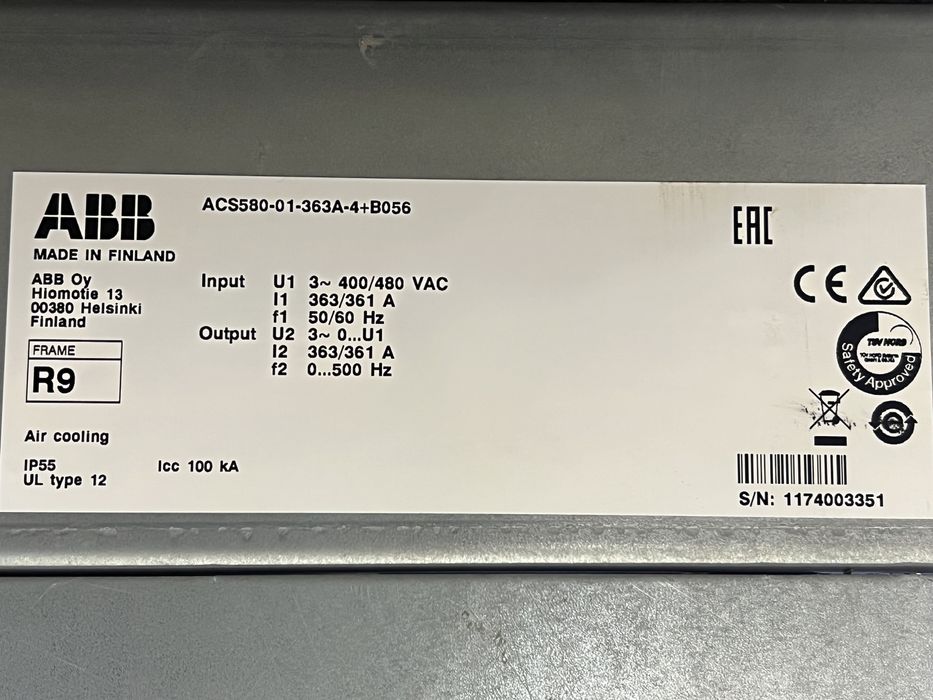 ABB
ACS580-01-363A-4+B056
EAC
MADE IN FINLAND
ABB Oy
Hiomotie 13
00380 Helsinki
Finland
Input U1 3~ 400/480 VAC
I1 363/361 A
f1 50/60 Hz
Output U2 3~ 0...U1
I2 363/361 A
f2 0...500 Hz
CE
FRAME
R9
TÜV NORD
Safety Approved
Air cooling
IP55
UL type 12
Icc 100 kA
S/N: 1174003351